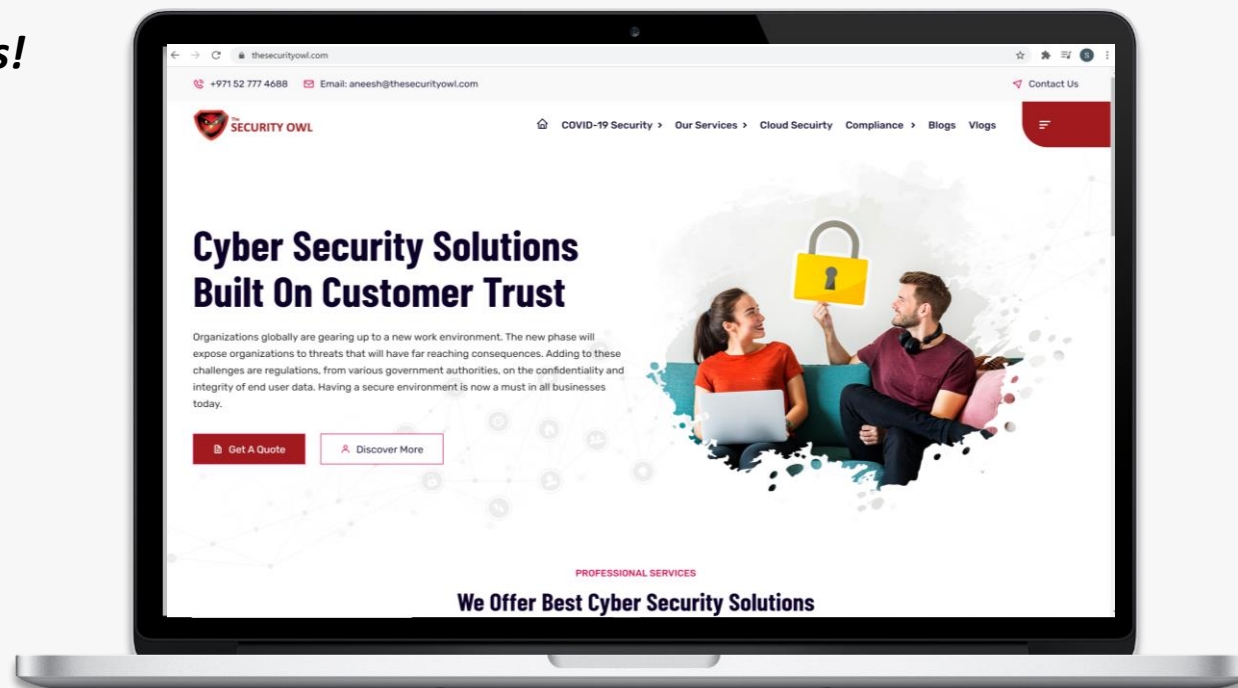 s!
thesecurityowl.com
S
+971 52 777 4688 Email: aneesh@thesecurityowl.com Contact Us
The
SECURITY OWL
COVID-19 Security > Our Services > Cloud Secuirty Compliance > Blogs Vlogs
Cyber Security Solutions
Built On Customer Trust
Organizations globally are gearing up to a new work environment. The new phase will
expose organizations to threats that will have far reaching consequences. Adding to these
challenges are regulations, from various government authorities, on the confidentiality and
integrity of end user data. Having a secure environment is now a must in all businesses
today.
Get A Quote Discover More
PROFESSIONAL SERVICES
We Offer Best Cyber Security Solutions